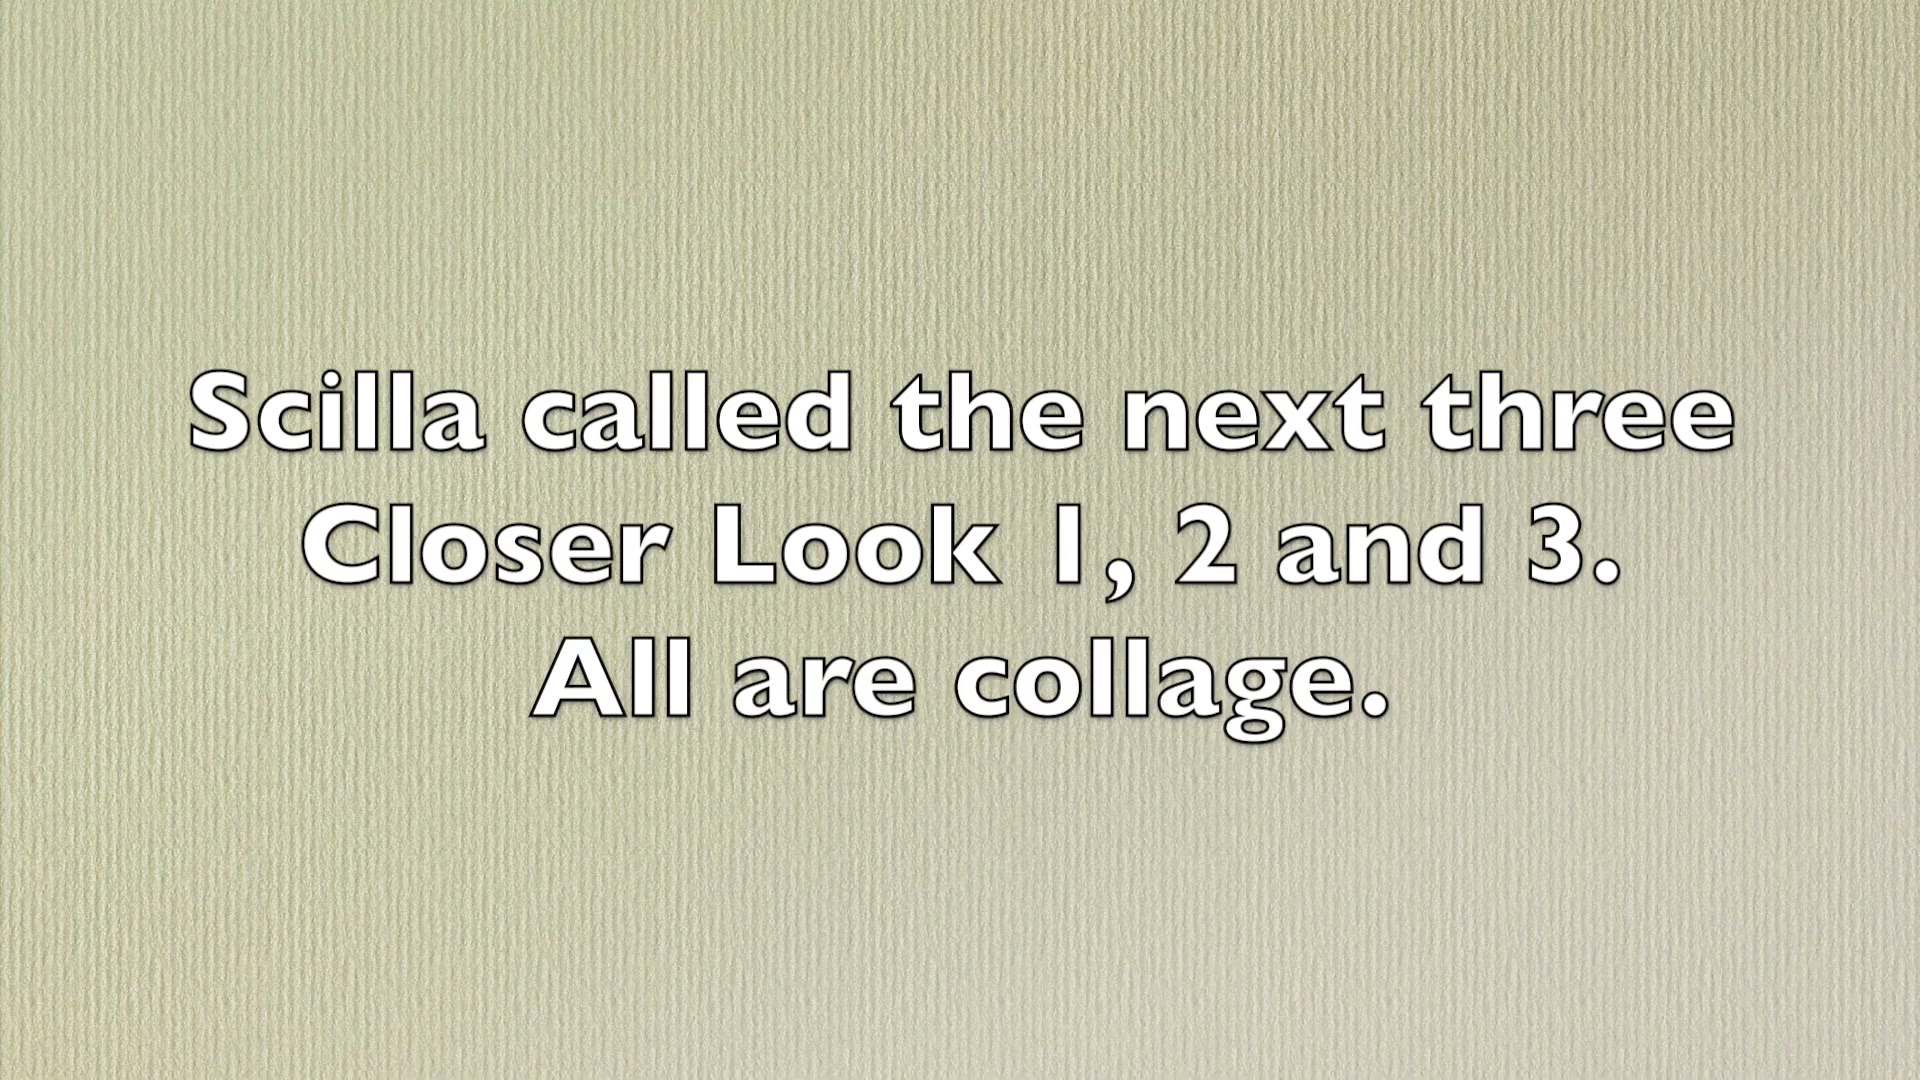 Scilla called the next three
Closer Look 1, 2 and 3.
All are collage.